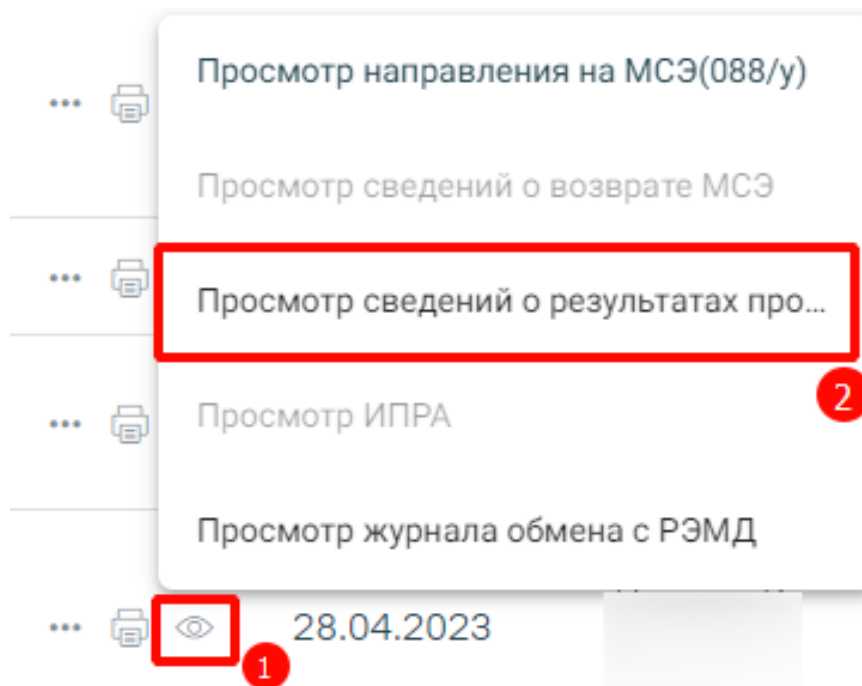 Просмотр направления на МСЭ(088/у)
Просмотр сведений о возврате МСЭ
Просмотр сведений о результатах про...
2
Просмотр ИПРА
Просмотр журнала обмена с РЭМД
28.04.2023
1